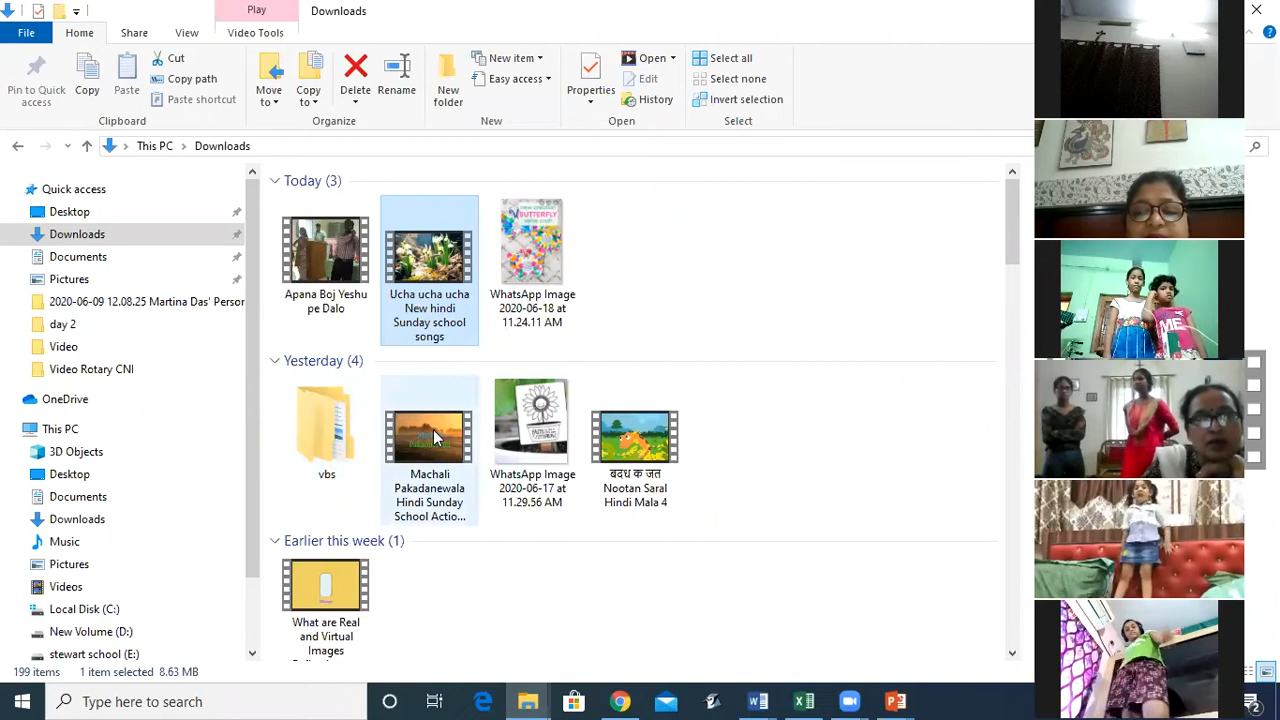 Play
Downloads
File
Home
Share
View
Video Tools
Pin to Quick access
Copy
Paste
Cut
Copy path
Paste shortcut
Clipboard
Move to
Copy to
Delete
Rename
Organize
New folder
New item
Easy access
New
Properties
Open
Edit
History
Open
Select all
Select none
Invert selection
Select
This PC
Downloads
Quick access
Desktop
Downloads
Documents
Pictures
2020-06-09 12.08.25 Martina Das' Person
day 2
Video
Video Rotary CNI
OneDrive
This PC
3D Objects
Desktop
Documents
Downloads
Music
Pictures
Videos
Local Disk (C:)
New Volume (D:)
stewart school (E:)
Today (3)
Apana Boj Yeshu
pe Dalo
Ucha ucha ucha
New hindi
Sunday school
songs
BUTTERFLY
WhatsApp Image
2020-06-18 at
11.24.11 AM
Yesterday (4)
vbs
Machali
Pakadanewala
Hindi Sunday
School Actio...
WhatsApp Image
2020-06-17 at
11.29.56 AM
बदध क जत
Nootan Saral
Hindi Mala 4
Earlier this week (1)
What are Real
and Virtual
Images
199 items
1 item selected 8.63 MB
ME
Type here to search
2